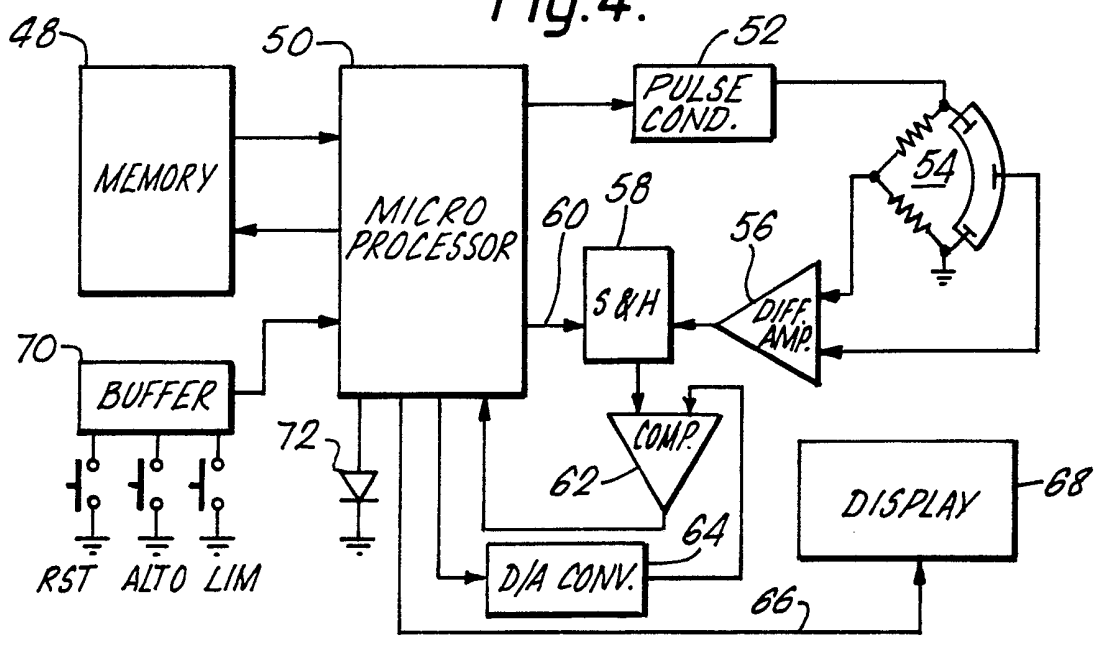 Fig. 4.
48
50
52
PULSE
COND.
MEMORY
54
MICRO
PROCESSOR
58
60
56
S&H
DIFF.
AMP.
70
BUFFER
72
COMP.
62
64
DISPLAY
68
D/A CONV.
RST ALTO LIM
66